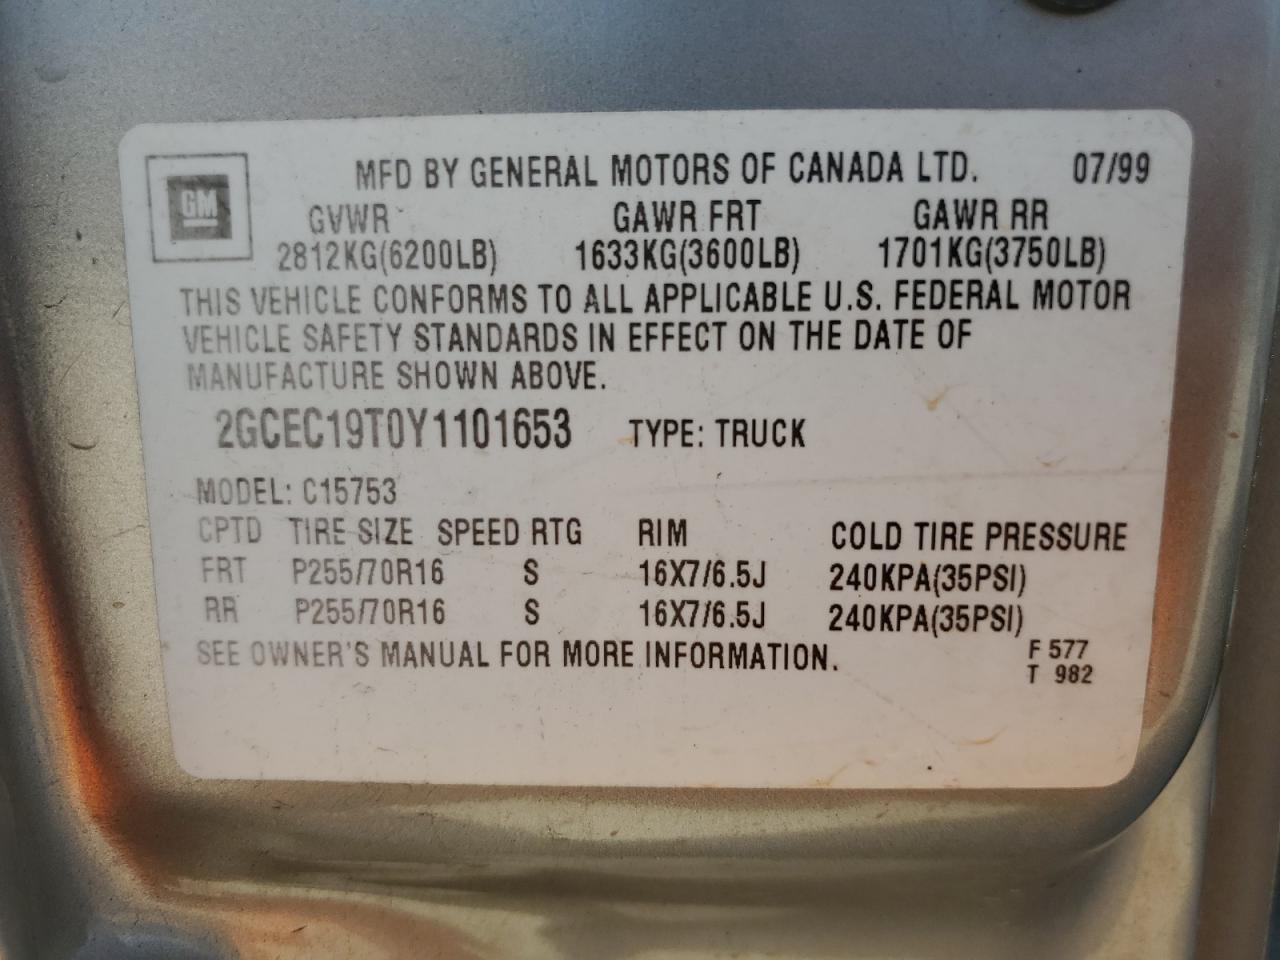 GM
MFD BY GENERAL MOTORS OF CANADA LTD. 07/99
GVWR GAWR FRT GAWR RR
2812KG(6200LB) 1633KG(3600LB) 1701KG(3750LB)
THIS VEHICLE CONFORMS TO ALL APPLICABLE U.S. FEDERAL MOTOR
VEHICLE SAFETY STANDARDS IN EFFECT ON THE DATE OF
MANUFACTURE SHOWN ABOVE.
2GCEC19T0Y1101653 TYPE: TRUCK
MODEL: C15753
CPTD TIRE SIZE SPEED RTG RIM COLD TIRE PRESSURE
FRT P255/70R16 S 16X7/6.5J 240KPA(35PSI)
RR P255/70R16 S 16X7/6.5J 240KPA(35PSI)
SEE OWNER'S MANUAL FOR MORE INFORMATION. F 577
T 982